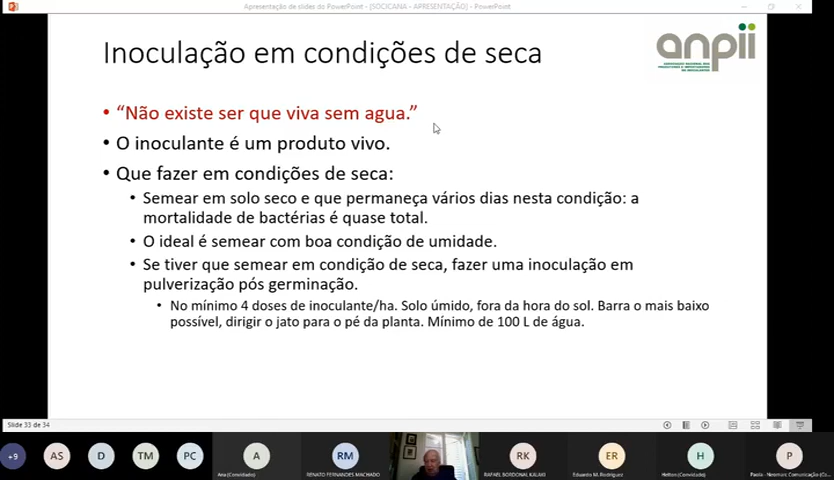 Apresentação de slides do PowerPoint - [SOCICANA - APRESENTAÇÃO] - PowerPoint
Inoculação em condições de seca
anpii
• “Não existe ser que viva sem agua.”
• O inoculante é um produto vivo.
• Que fazer em condições de seca:
• Semear em solo seco e que permaneça vários dias nesta condição: a
mortalidade de bactérias é quase total.
• O ideal é semear com boa condição de umidade.
• Se tiver que semear em condição de seca, fazer uma inoculação em
pulverização pós germinação.
• No mínimo 4 doses de inoculante/ha. Solo úmido, fora da hora do sol. Barra o mais baixo
possível, dirigir o jato para o pé da planta. Mínimo de 100 L de água.
Slide 33 de 34
+9
AS
D
TM
PC
A
RM
RK
ER
H
P
Ana (Convidado)
RENATO FERNANDES MACHADO
RAFAEL BORDONAL KALAKI
Eduardo M. Rodriguez
(Convidado)
Paula - Newmarc Comunicação